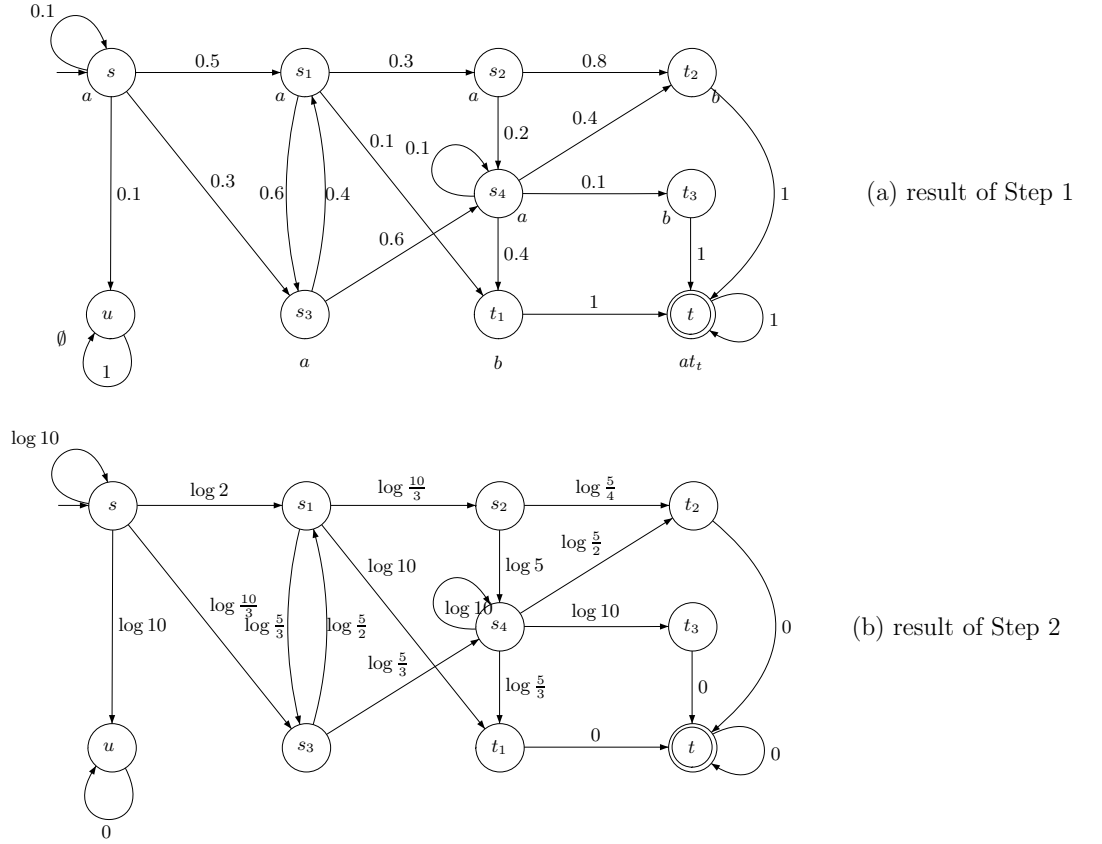 0.1
s
a
0.5
s₁
a
0.3
s₂
a
0.8
t₂
b
0.1
0.3
0.6
0.4
0.1
0.2
0.4
0.1
s₄
a
0.1
t₃
b
1
(a) result of Step 1
0.6
0.4
1
u
∅
1
s₃
a
t₁
b
1
t
at_t
1
log 10
s
log 2
s₁
log 10/3
s₂
log 5/4
t₂
log 10
log 10/3
log 5/3
log 5/2
log 10
log 5
log 5/2
log 10
s₄
log 10
t₃
0
(b) result of Step 2
log 5/3
log 5/3
0
u
0
s₃
t₁
0
t
0